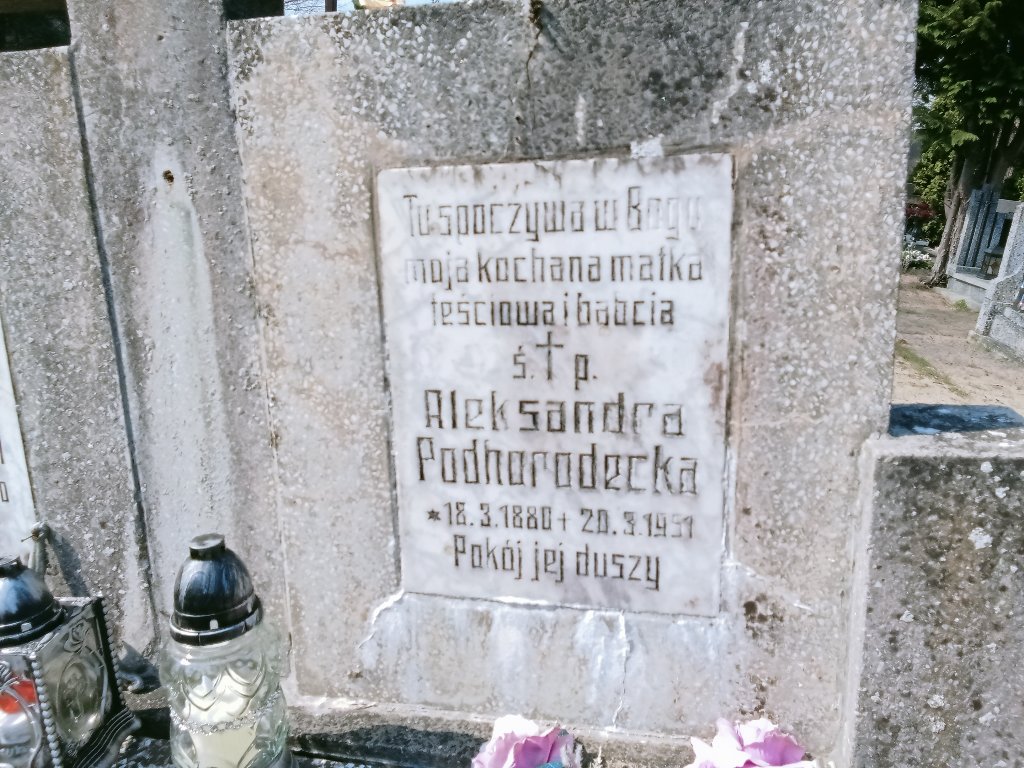 Tu spoczywa w Bogu
moja kochana matka
teściowa i babcia
ś. † p.
Aleksandra
Podhorodecka
*18.3.1880 + 20.3.1951
Pokój jej duszy